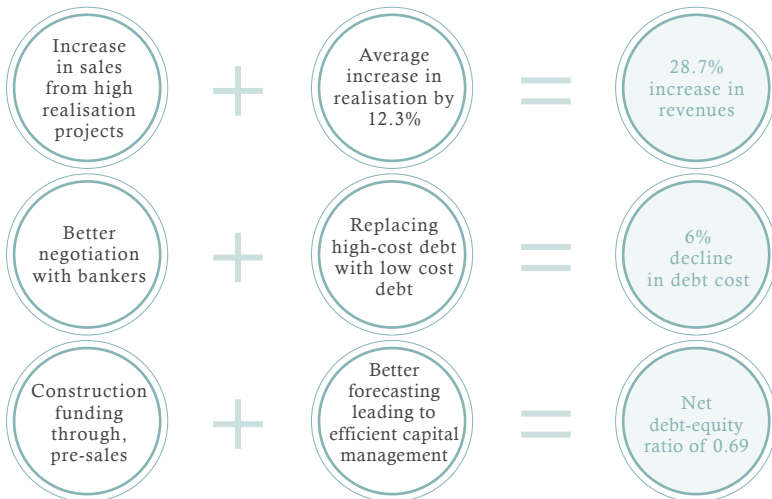 Increase
in sales
from high
realisation
projects
+
Average
increase in
realisation by
12.3%
=
28.7%
increase in
revenues
Better
negotiation
with bankers
+
Replacing
high-cost debt
with low cost
debt
=
6%
decline
in debt cost
Construction
funding
through,
pre-sales
+
Better
forecasting
leading to
efficient capital
management
=
Net
debt-equity
ratio of 0.69